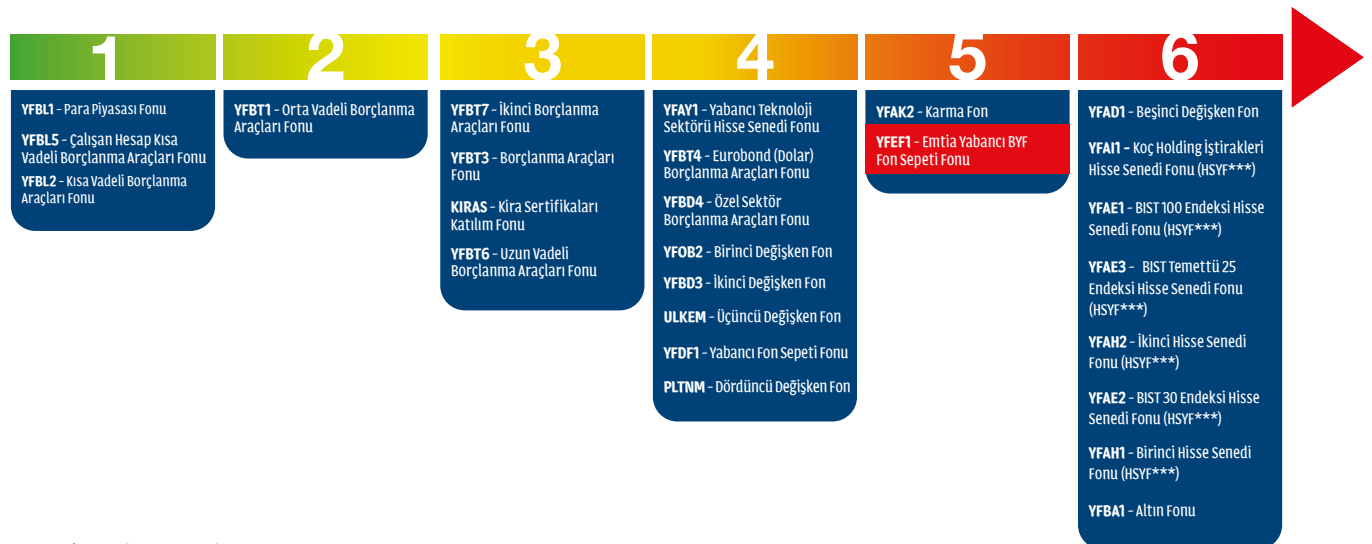 1
YFBL1 - Para Piyasası Fonu
YFBL5 - Çalışan Hesap Kısa
Vadeli Borçlanma Araçları Fonu
YFBL2 - Kısa Vadeli Borçlanma
Araçları Fonu
2
YFBT1 - Orta Vadeli Borçlanma
Araçları Fonu
3
YFBT7 - İkinci Borçlanma
Araçları Fonu
YFBT3 - Borçlanma Araçları
Fonu
KIRAS - Kira Sertifikaları
Katılım Fonu
YFBT6 - Uzun Vadeli
Borçlanma Araçları Fonu
4
YFAY1 - Yabancı Teknoloji
Sektörü Hisse Senedi Fonu
YFBT4 - Eurobond (Dolar)
Borçlanma Araçları Fonu
YFBD4 - Özel Sektör
Borçlanma Araçları Fonu
YFOB2 - Birinci Değişken Fon
YFBD3 - İkinci Değişken Fon
ULKEM - Üçüncü Değişken Fon
YFDF1 - Yabancı Fon Sepeti Fonu
PLTNM - Dördüncü Değişken Fon
5
YFAK2 - Karma Fon
YFEF1 - Emtia Yabancı BYF
Fon Sepeti Fonu
6
YFAD1 - Beşinci Değişken Fon
YFAI1 - Koç Holding İştirakleri
Hisse Senedi Fonu (HSYF***)
YFAE1 - BIST 100 Endeksi Hisse
Senedi Fonu (HSYF***)
YFAE3 - BIST Temettü 25
Endeksi Hisse Senedi Fonu
(HSYF***)
YFAH2 - İkinci Hisse Senedi
Fonu (HSYF***)
YFAE2 - BIST 30 Endeksi Hisse
Senedi Fonu (HSYF***)
YFAH1 - Birinci Hisse Senedi
Fonu (HSYF***)
YFBA1 - Altın Fonu